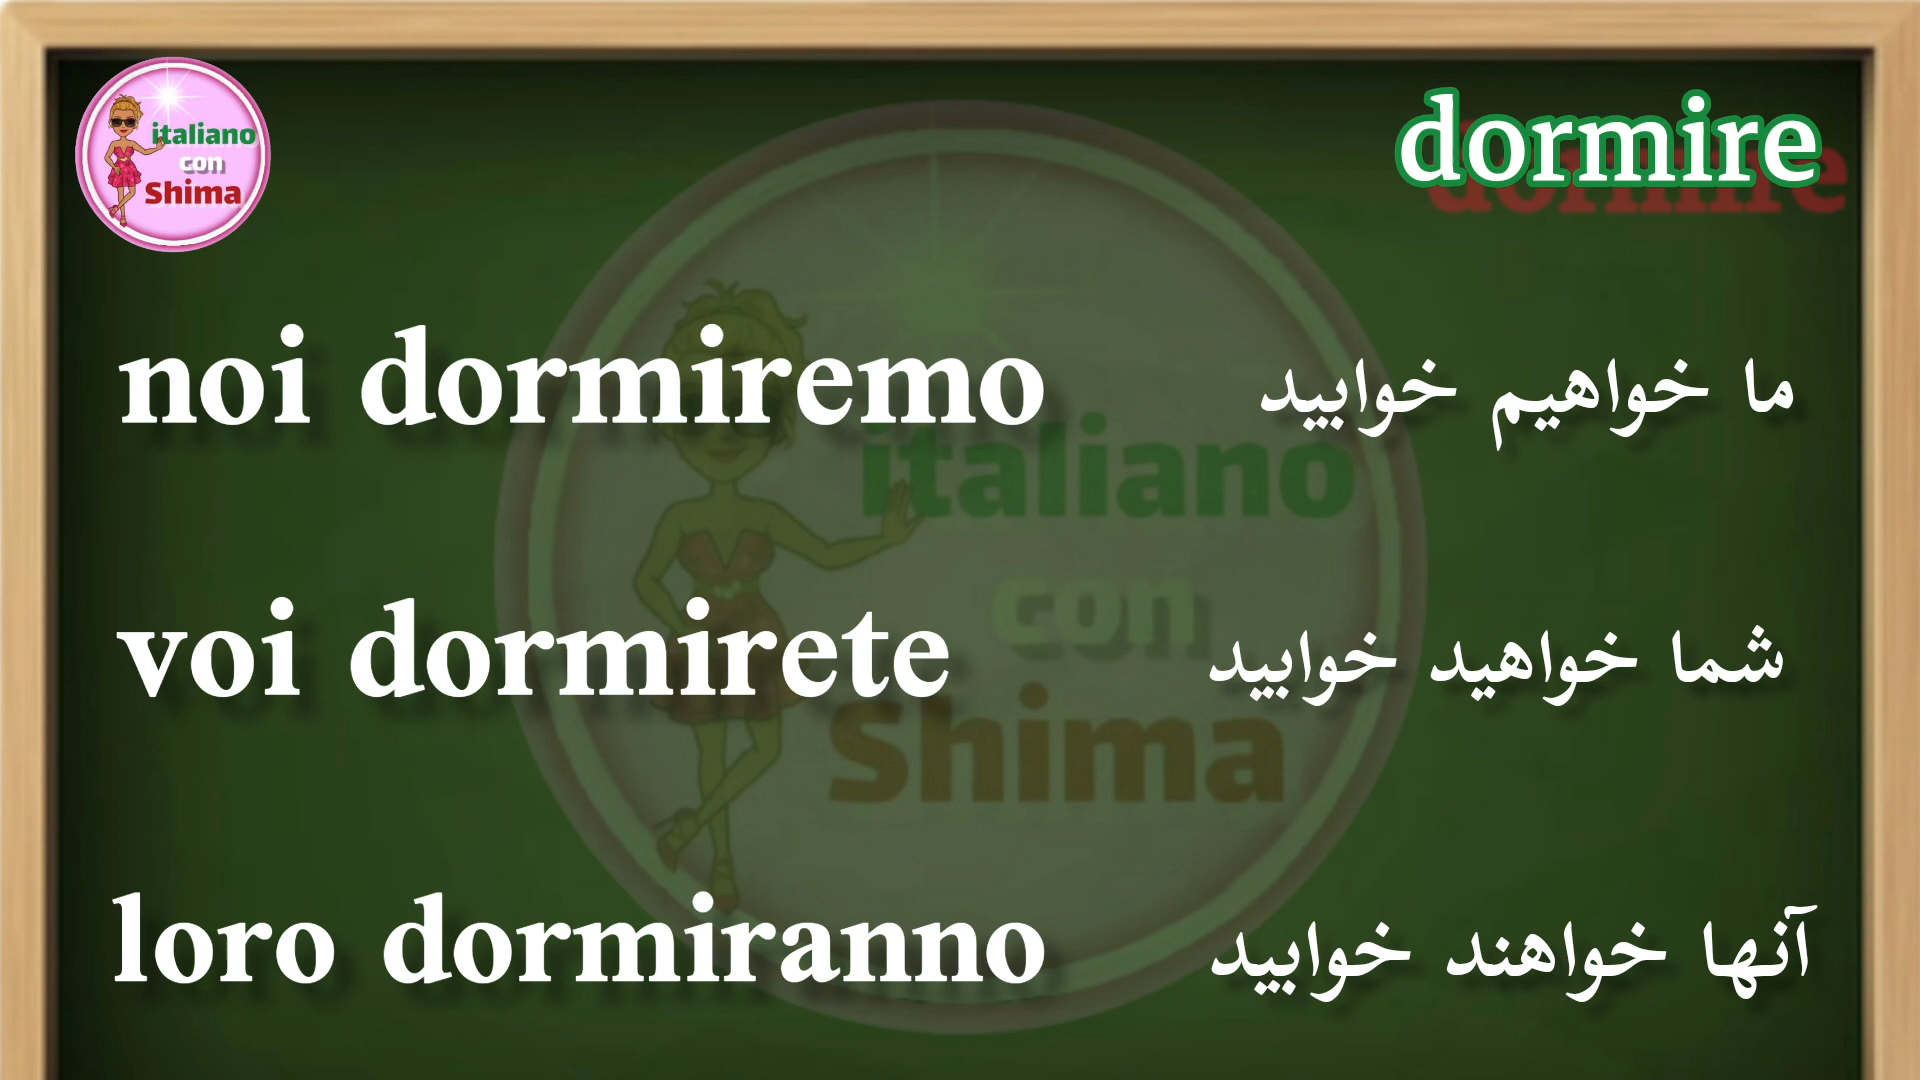 italiano
con
Shima
dormire
noi dormiremo ما خواهیم خوابید
voi dormirete شما خواهید خوابید
loro dormiranno آنها خواهند خوابید
italiano
con
Shima